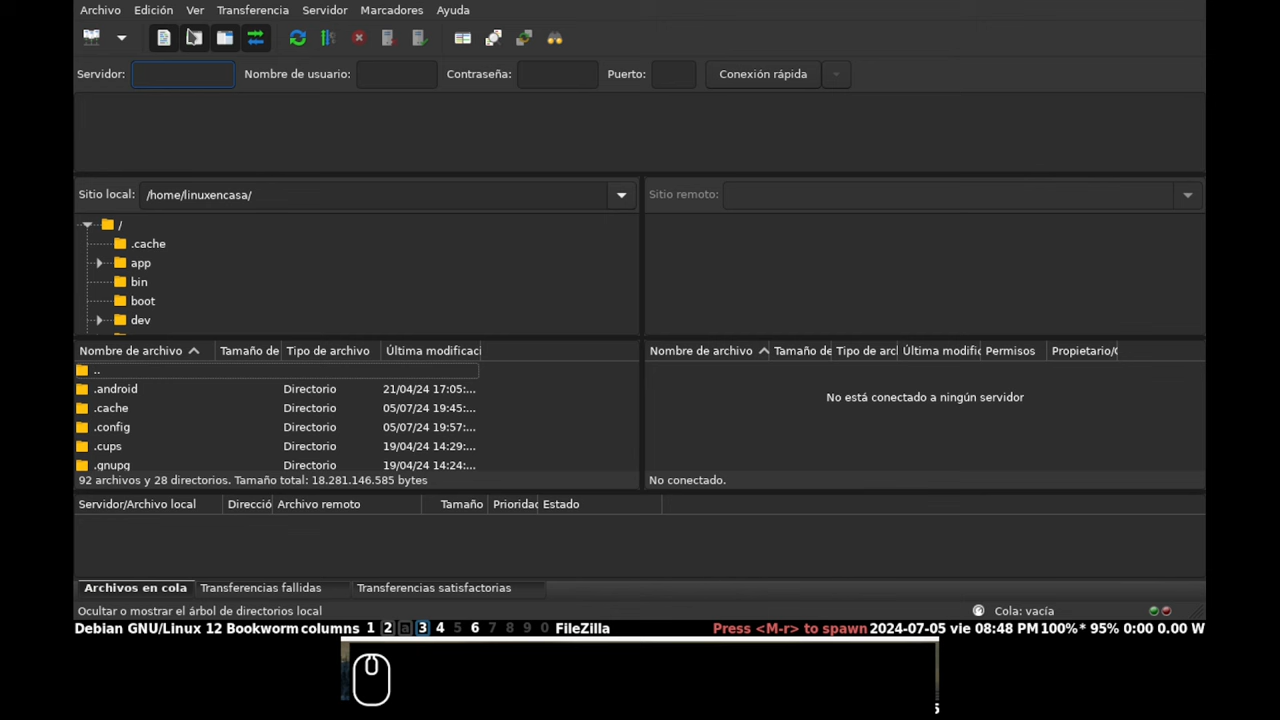 Archivo Edición Ver Transferencia Servidor Marcadores Ayuda
Servidor: Nombre de usuario: Contraseña: Puerto: Conexión rápida
Sitio local: /home/linuxencasa/ Sitio remoto:
/
.cache
app
bin
boot
dev
Nombre de archivo Tamaño de Tipo de archivo Última modificaci Nombre de archivo Tamaño de Tipo de arcl Última modific Permisos Propietario/
..
.android Directorio 21/04/24 17:05:...
.cache Directorio 05/07/24 19:45:...
No está conectado a ningún servidor
.config Directorio 05/07/24 19:57:...
.cups Directorio 19/04/24 14:29:...
.gnupg Directorio 19/04/24 14:24:...
92 archivos y 28 directorios. Tamaño total: 18.281.146.585 bytes No conectado.
Servidor/Archivo local Direcció Archivo remoto Tamaño Prioridac Estado
Archivos en cola Transferencias fallidas Transferencias satisfactorias
Ocultar o mostrar el árbol de directorios local Cola: vacía
Debian GNU/Linux 12 Bookworm columns 1 2 a 3 4 5 6 7 8 9 0 FileZilla Press <M-r> to spawn 2024-07-05 vie 08:48 PM 100%* 95% 0:00 0.00 W